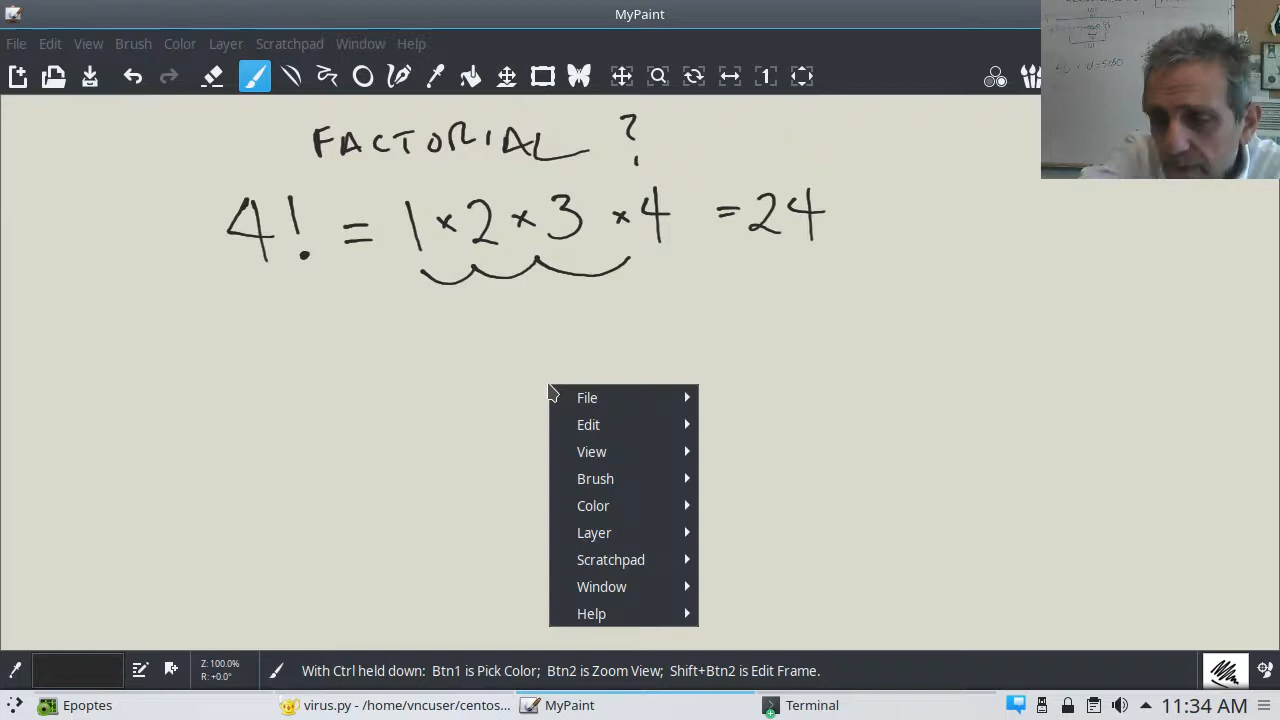 MyPaint
File Edit View Brush Color Layer Scratchpad Window Help
FACTORIAL ?
4! = 1 × 2 × 3 × 4 = 24
File
Edit
View
Brush
Color
Layer
Scratchpad
Window
Help
Z: 100.0%
R: +0.0°
With Ctrl held down: Btn1 is Pick Color; Btn2 is Zoom View; Shift+Btn2 is Edit Frame.
Epoptes virus.py - /home/vncuser/centos... MyPaint Terminal 11:34 AM